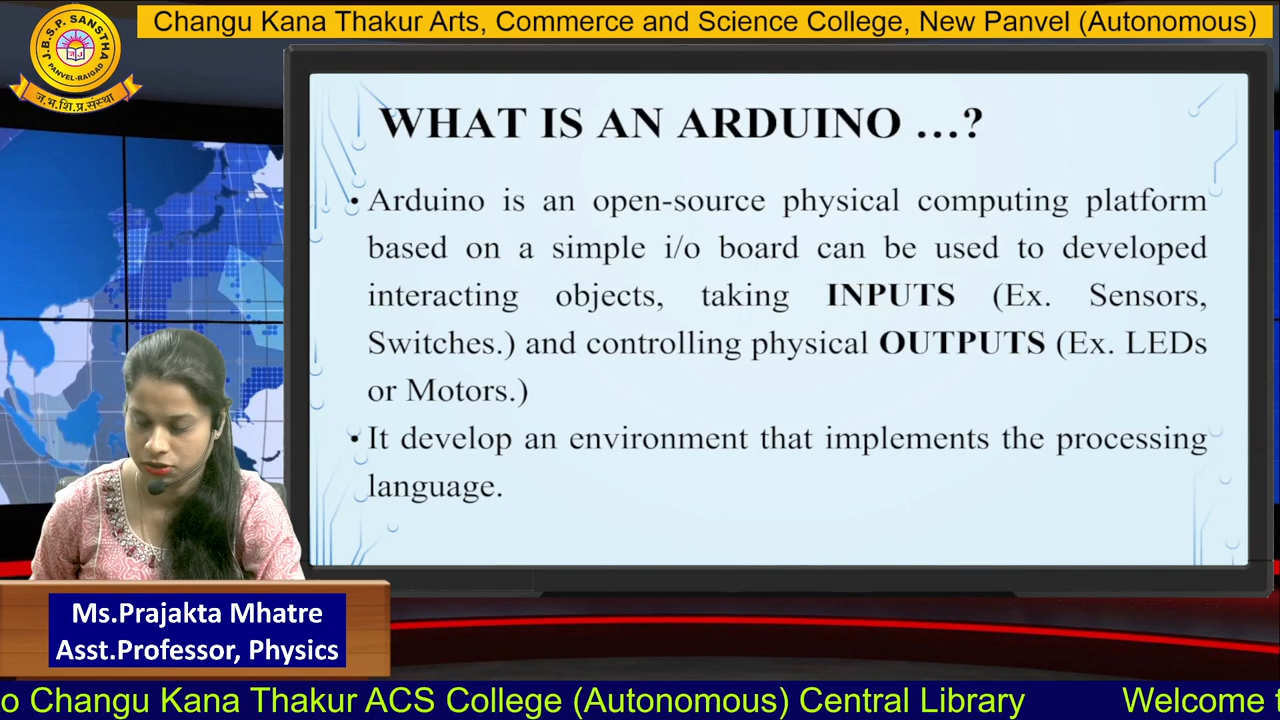 Changu Kana Thakur Arts, Commerce and Science College, New Panvel (Autonomous)
J.B.S.P. SANSTHA
PANVEL-RAIGAD
ज.भ.शि.प्र.संस्था
WHAT IS AN ARDUINO …?
• Arduino is an open-source physical computing platform
based on a simple i/o board can be used to developed
interacting objects, taking INPUTS (Ex. Sensors,
Switches.) and controlling physical OUTPUTS (Ex. LEDs
or Motors.)
• It develop an environment that implements the processing
language.
Ms.Prajakta Mhatre
Asst.Professor, Physics
o Changu Kana Thakur ACS College (Autonomous) Central Library Welcome t